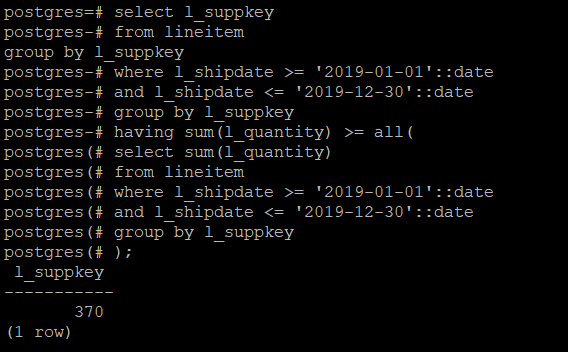 postgres=# select l_suppkey
postgres-# from lineitem
group by l_suppkey
postgres-# where l_shipdate >= '2019-01-01'::date
postgres-# and l_shipdate <= '2019-12-30'::date
postgres-# group by l_suppkey
postgres-# having sum(l_quantity) >= all(
postgres(# select sum(l_quantity)
postgres(# from lineitem
postgres(# where l_shipdate >= '2019-01-01'::date
postgres(# and l_shipdate <= '2019-12-30'::date
postgres(# group by l_suppkey
postgres(# );
 l_suppkey
-----------
       370
(1 row)